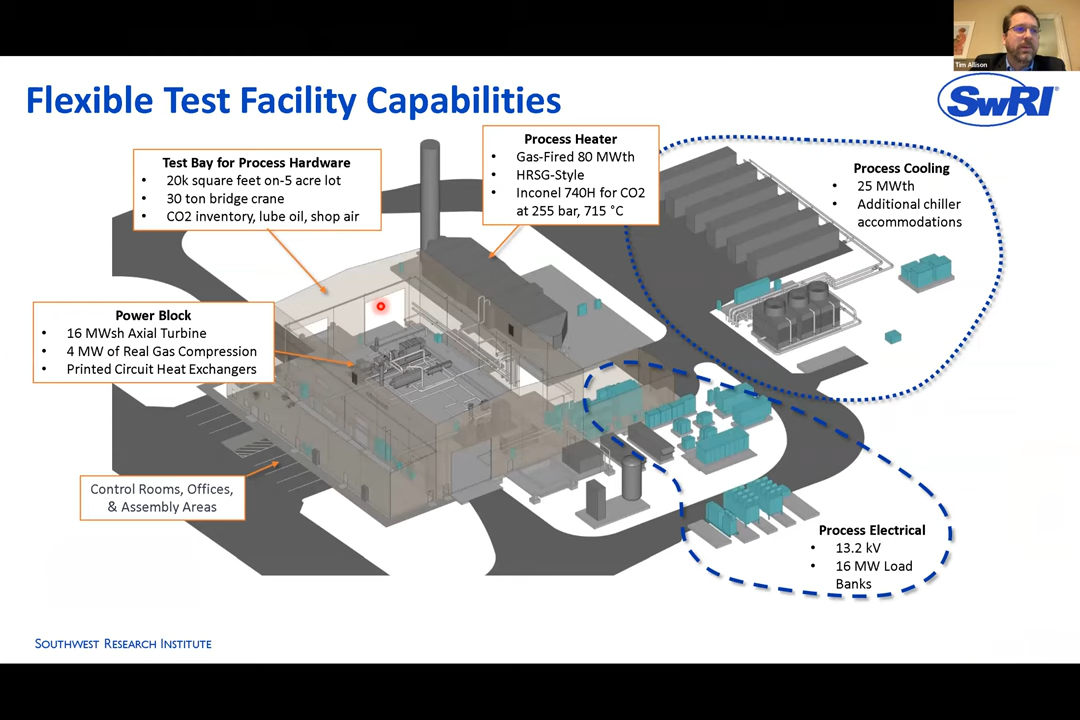 Tim Allison
Flexible Test Facility Capabilities
SwRI®
Test Bay for Process Hardware
• 20k square feet on-5 acre lot
• 30 ton bridge crane
• CO2 inventory, lube oil, shop air
Process Heater
• Gas-Fired 80 MWth
• HRSG-Style
• Inconel 740H for CO2
at 255 bar, 715 °C
Process Cooling
• 25 MWth
• Additional chiller
accommodations
Power Block
• 16 MWsh Axial Turbine
• 4 MW of Real Gas Compression
• Printed Circuit Heat Exchangers
Control Rooms, Offices,
& Assembly Areas
Process Electrical
• 13.2 kV
• 16 MW Load
Banks
SOUTHWEST RESEARCH INSTITUTE